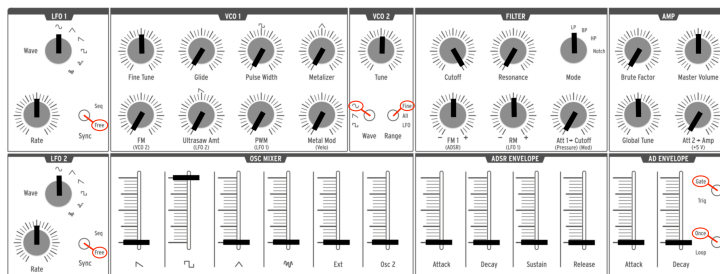 LFO 1
VCO 1
VCO 2
FILTER
AMP
Wave
Fine Tune
Glide
Pulse Width
Metalizer
Tune
Cutoff
Resonance
LP
BP
HP
Notch
Mode
Brute Factor
Master Volume
Rate
Seq
Free
Sync
FM
(VCO 2)
Ultrasaw Amt
(LFO 2)
PWM
(LFO 1)
Metal Mod
(Velo)
Wave
Fine
All
LFO
Range
- +
FM 1
(ADSR)
- +
RM
(LFO 1)
Att 1➝ Cutoff
(Pressure) (Mod)
Global Tune
Att 2➝ Amp
(+5 V)
LFO 2
OSC MIXER
ADSR ENVELOPE
AD ENVELOPE
Wave
Rate
Seq
Free
Sync
Ext
Osc 2
Attack
Decay
Sustain
Release
Attack
Decay
Gate
Trig
Once
Loop